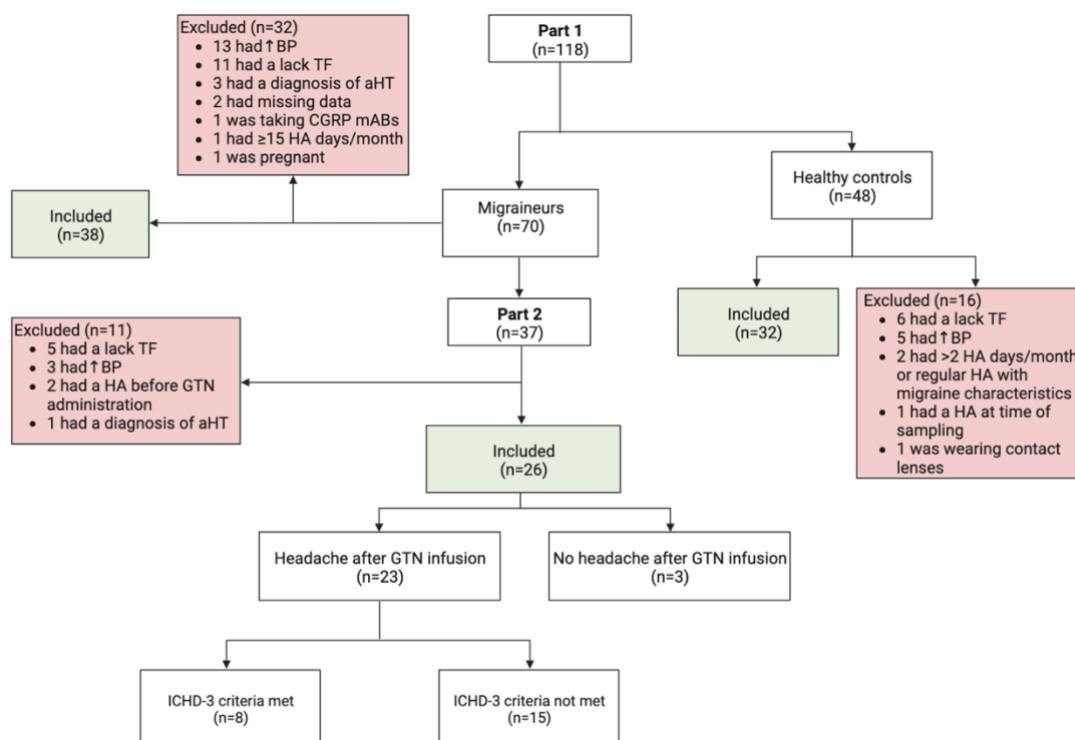 Part 1
(n=118)
Excluded (n=32)
• 13 had ↑ BP
• 11 had a lack TF
• 3 had a diagnosis of aHT
• 2 had missing data
• 1 was taking CGRP mABs
• 1 had ≥15 HA days/month
• 1 was pregnant
Included
(n=38)
Migraineurs
(n=70)
Healthy controls
(n=48)
Included
(n=32)
Excluded (n=16)
• 6 had a lack TF
• 5 had ↑ BP
• 2 had >2 HA days/month
or regular HA with
migraine characteristics
• 1 had a HA at time of
sampling
• 1 was wearing contact
lenses
Part 2
(n=37)
Excluded (n=11)
• 5 had a lack TF
• 3 had ↑ BP
• 2 had a HA before GTN
administration
• 1 had a diagnosis of aHT
Included
(n=26)
Headache after GTN infusion
(n=23)
No headache after GTN infusion
(n=3)
ICHD-3 criteria met
(n=8)
ICHD-3 criteria not met
(n=15)